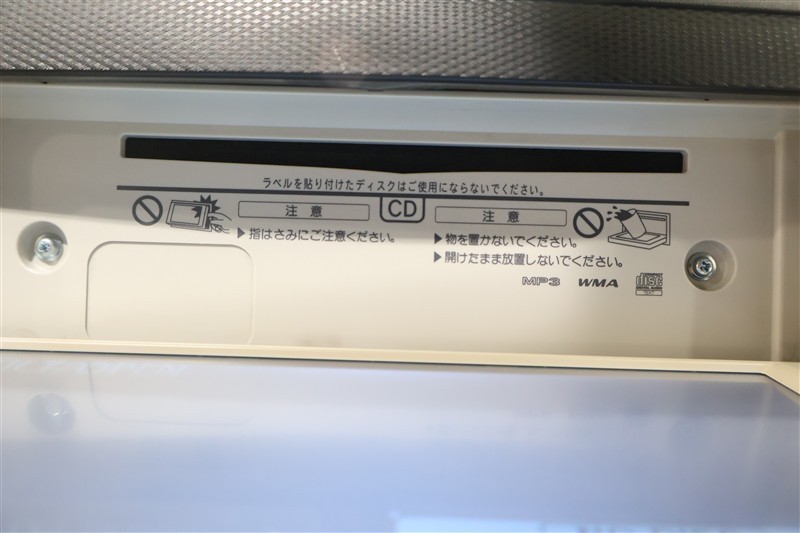 ラベルを貼り付けたディスクはご使用にならないでください。
注意 CD 注意
▶指はさみにご注意ください。
▶物を置かないでください。
▶開けたまま放置しないでください。
MP3 WMA disc